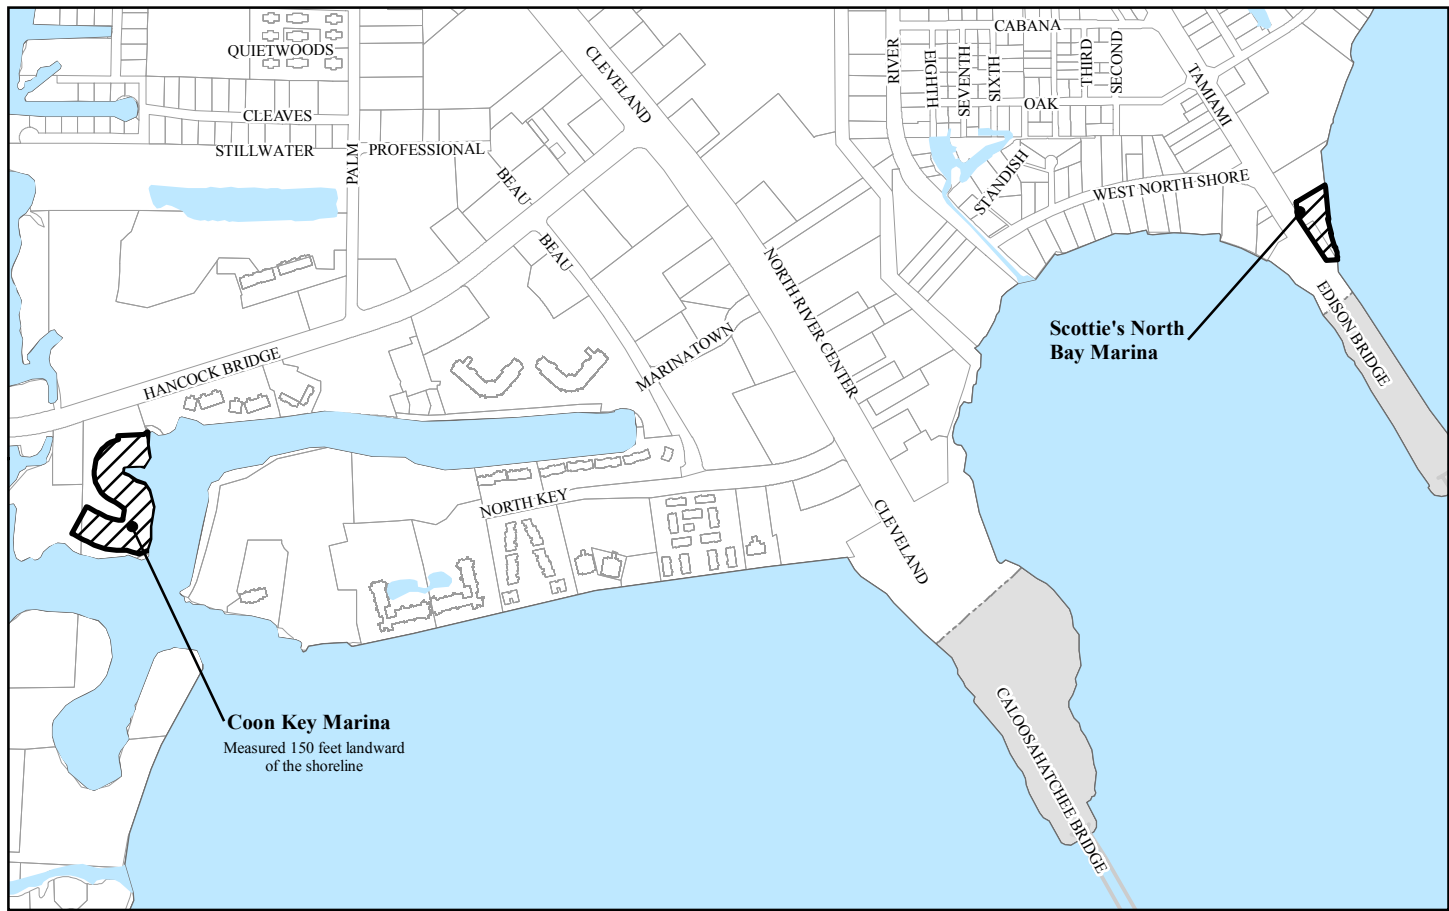 CABANA
QUIETWOODS
CLEVELAND
RIVER
EIGHTH
SEVENTH
SIXTH
THIRD
SECOND
TAMIAMI
OAK
CLEAVES
STILLWATER
PALM
PROFESSIONAL
BEAU
STANDISH
WEST NORTH SHORE
BEAU
NORTH RIVER CENTER
EDISON BRIDGE
Scottie's North
Bay Marina
MARINATOWN
HANCOCK BRIDGE
NORTH KEY
CLEVELAND
Coon Key Marina
Measured 150 feet landward
of the shoreline
CALOOSAHATCHEE BRIDGE